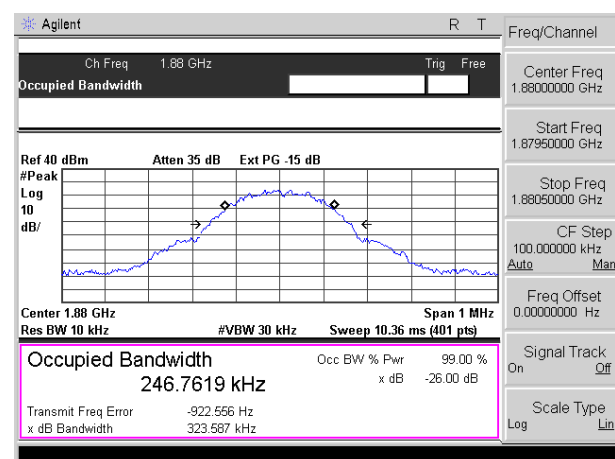 Agilent R T
Ch Freq 1.88 GHz Trig Free
Occupied Bandwidth
Ref 40 dBm Atten 35 dB Ext PG -15 dB
#Peak
Log
10
dB/
Center 1.88 GHz Span 1 MHz
Res BW 10 kHz #VBW 30 kHz Sweep 10.36 ms (401 pts)
Occupied Bandwidth Occ BW % Pwr 99.00 %
246.7619 kHz x dB -26.00 dB
Transmit Freq Error -922.556 Hz
x dB Bandwidth 323.587 kHz
Freq/Channel
Center Freq
1.88000000 GHz
Start Freq
1.87950000 GHz
Stop Freq
1.88050000 GHz
CF Step
100.000000 kHz
Auto Man
Freq Offset
0.00000000 Hz
Signal Track
On Off
Scale Type
Log Lin